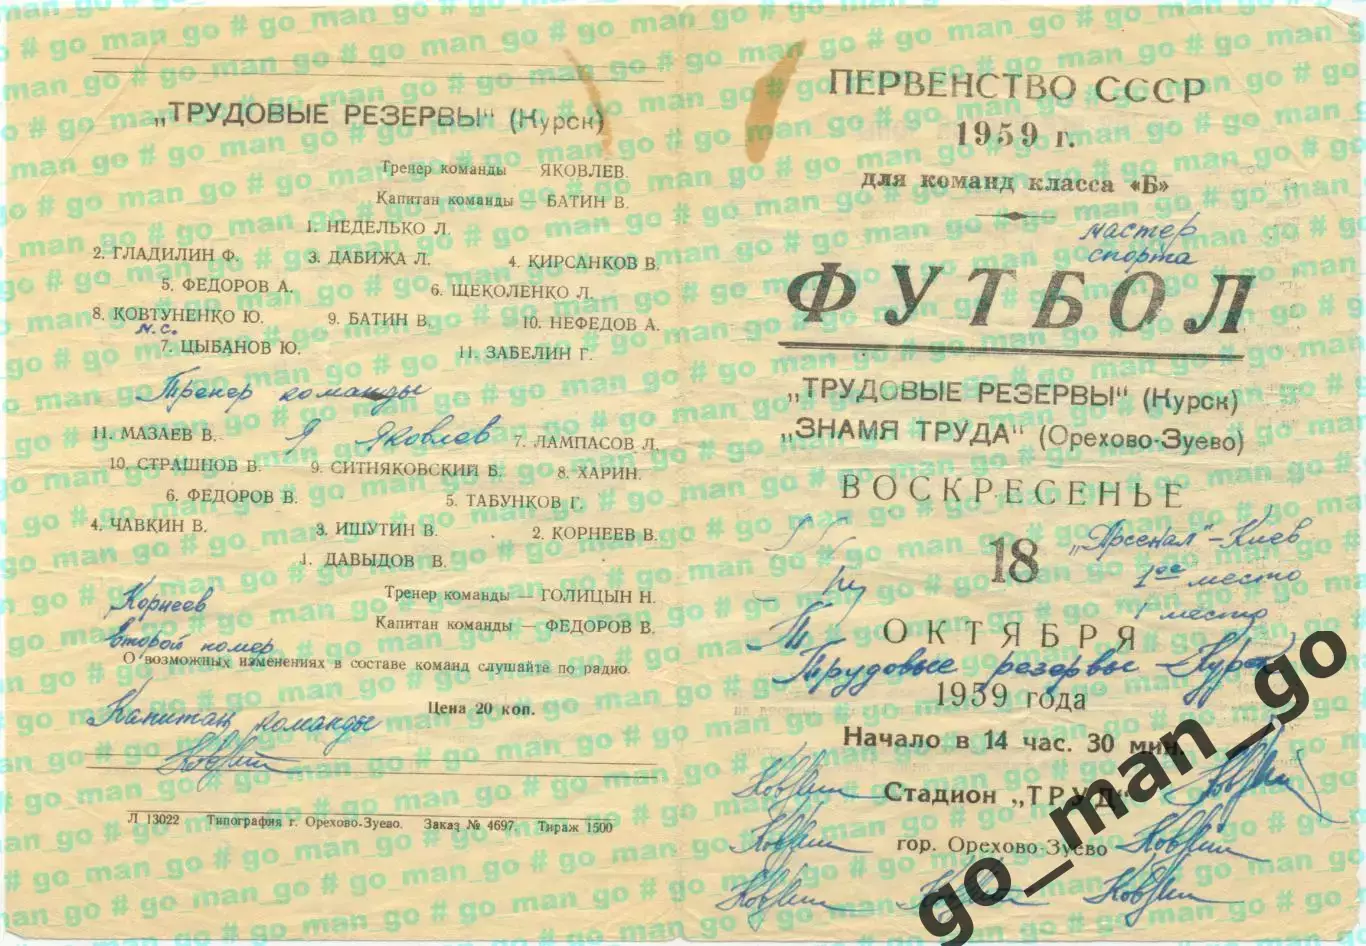 „ТРУДОВЫЕ РЕЗЕРВЫ“ (Курск)
Тренер команды — ЯКОВЛЕВ.
Капитан команды — БАТИН В.
1. НЕДЕЛЬКО Л.
2. ГЛАДИЛИН Ф. 3. ДАБИЖА Л. 4. КИРСАНКОВ В.
5. ФЕДОРОВ А. 6. ЩЕКОЛЕНКО Л.
8. КОВТУНЕНКО Ю. 9. БАТИН В. 10. НЕФЕДОВ А.
м.с.
7. ЦЫБАНОВ Ю. 11. ЗАБЕЛИН Г.
Тренер команды
Я Яковлев
11. МАЗАЕВ В. 7. ЛАМПАСОВ Л.
10. СТРАШНОВ В. 9. СИТНЯКОВСКИЙ Б. 8. ХАРИН.
6. ФЕДОРОВ В. 5. ТАБУНКОВ Г.
4. ЧАВКИН В. 3. ИШУТИН В. 2. КОРНЕЕВ В.
1. ДАВЫДОВ В.
Тренер команды — ГОЛИЦЫН Н.
Капитан команды — ФЕДОРОВ В.
Корнеев
второй номер
О возможных изменениях в составе команд слушайте по радио.
Цена 20 коп.
Капитан команды
Л 13022 Типография г. Орехово-Зуево. Заказ № 4697. Тираж 1500
ПЕРВЕНСТВО СССР
1959 г.
для команд класса «Б»
мастер
спорта
ФУТБОЛ
„ТРУДОВЫЕ РЕЗЕРВЫ“ (Курск)
„ЗНАМЯ ТРУДА“ (Орехово-Зуево)
ВОСКРЕСЕНЬЕ
18
„Арсенал“ - Киев
1ое место
1 место
ОКТЯБРЯ
Трудовые резервы - Курск
1959 года
Начало в 14 час. 30 мин.
Стадион „ТРУД“
гор. Орехово-Зуево
go_man_go
# go_man_go # go_man_go # go_man_go